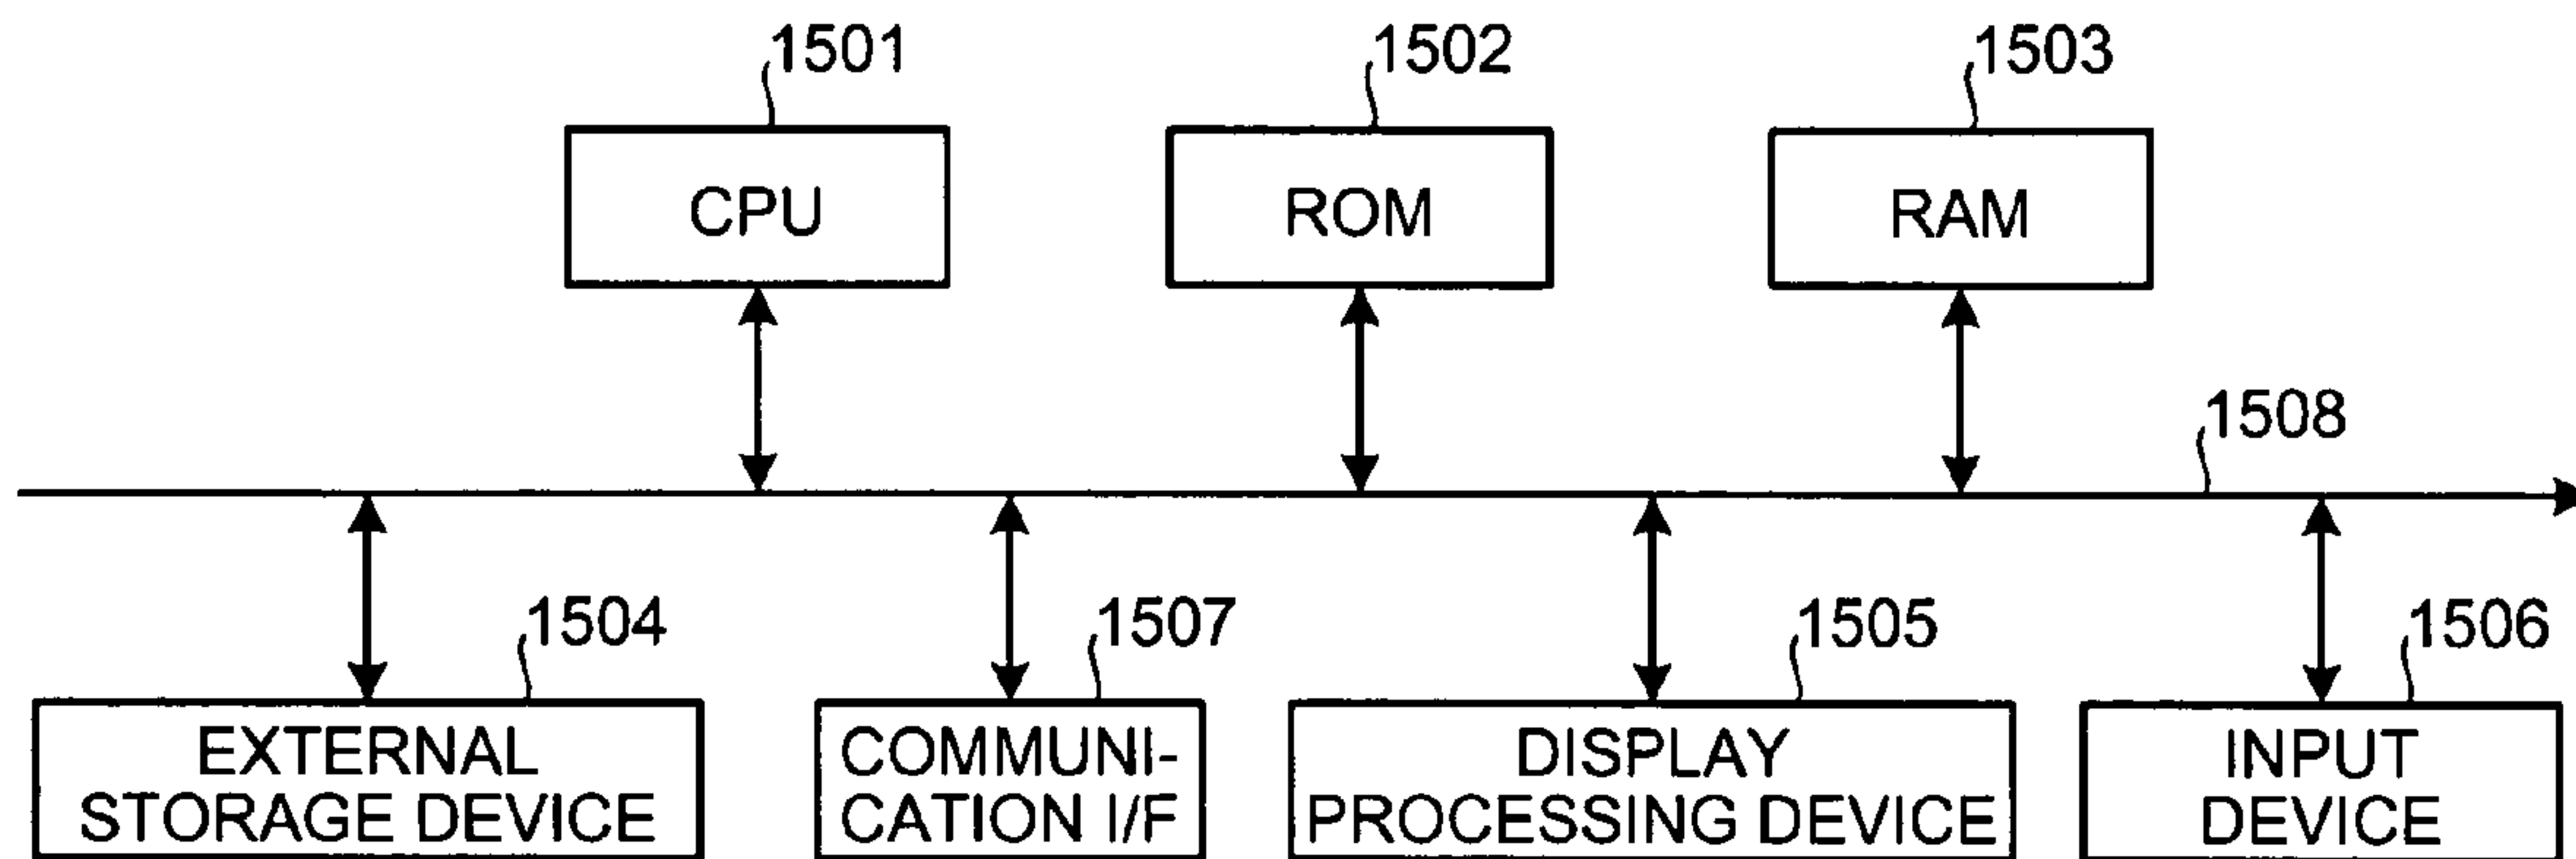 1501
1502
1503
CPU
ROM
RAM
1508
1504
1507
1505
1506
EXTERNAL
STORAGE DEVICE
COMMUNI-
CATION I/F
DISPLAY
PROCESSING DEVICE
INPUT
DEVICE